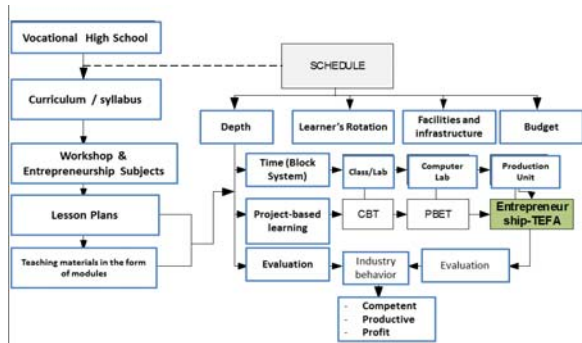 Vocational High School
SCHEDULE
Curriculum / syllabus
Depth
Learner's Rotation
Facilities and
infrastructure
Budget
Workshop &
Entrepreneurship Subjects
Time (Block
System)
Class/Lab
Computer
Lab
Production
Unit
Lesson Plans
Project-based
learning
CBT
PBET
Entrepreneur
ship-TEFA
Teaching materials in the form
of modules
Evaluation
Industry
behavior
Evaluation
- Competent
- Productive
- Profit